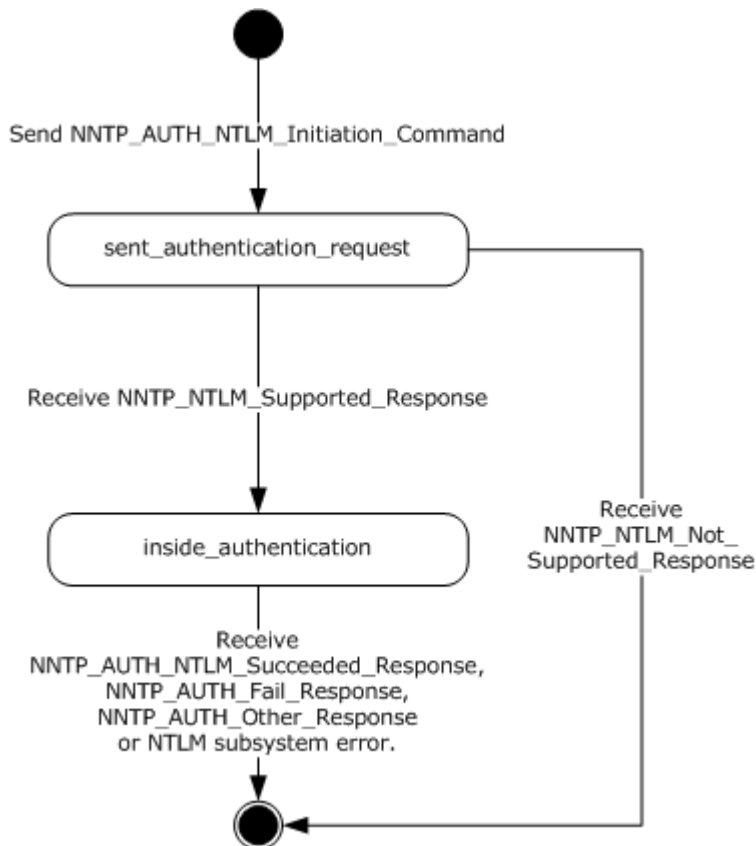 Send NNTP_AUTH_NTLM_Initiation_Command
sent_authentication_request
Receive NNTP_NTLM_Supported_Response
inside_authentication
Receive
NNTP_NTLM_Not_
Supported_Response
Receive
NNTP_AUTH_NTLM_Succeeded_Response,
NNTP_AUTH_Fail_Response,
NNTP_AUTH_Other_Response
or NTLM subsystem error.